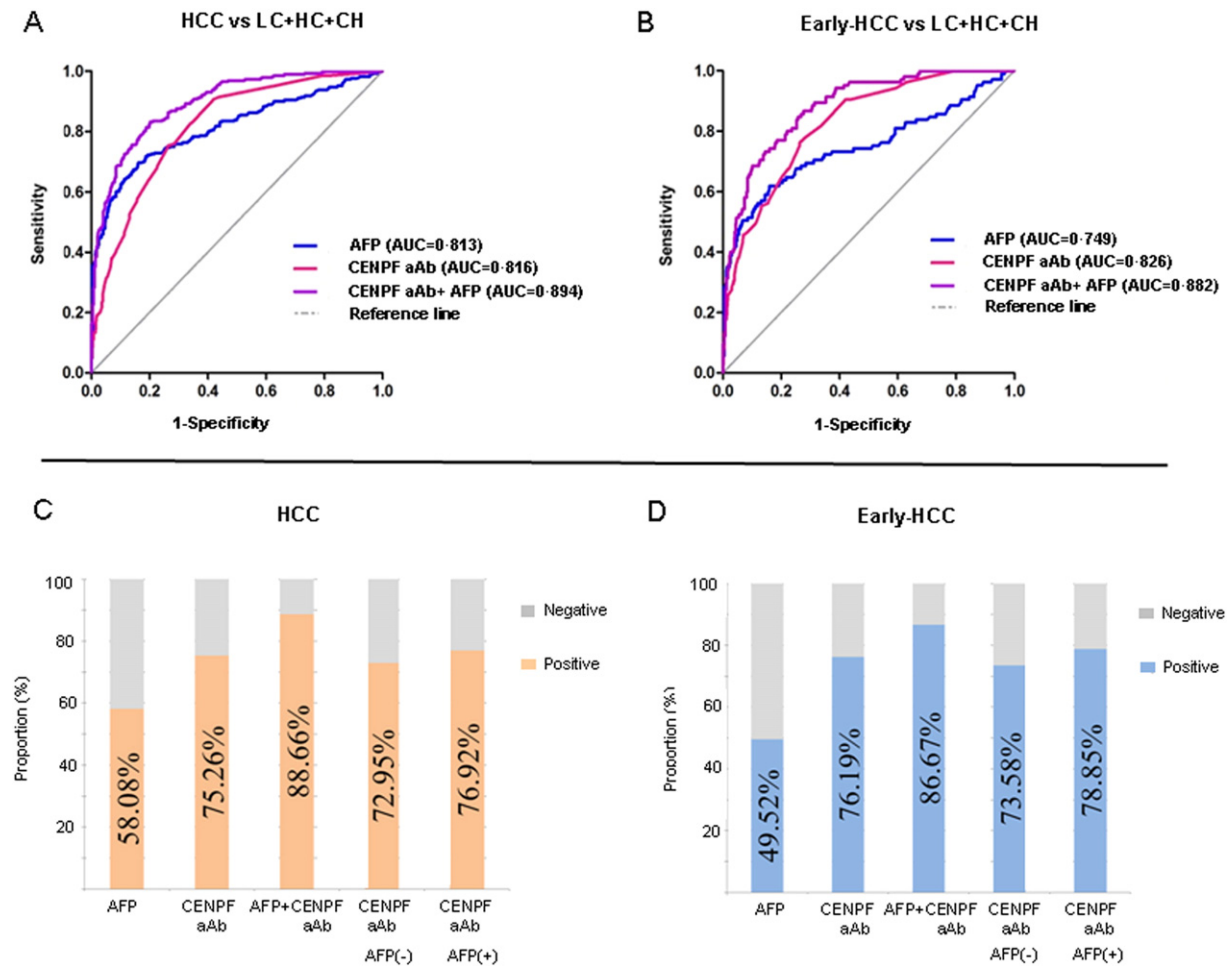 A
HCC vs LC+HC+CH
1.0
0.8
0.6
0.4
0.2
0.0
Sensitivity
AFP (AUC=0·813)
CENPF aAb (AUC=0·816)
CENPF aAb+ AFP (AUC=0·894)
Reference line
0.0 0.2 0.4 0.6 0.8 1.0
1-Specificity
B
Early-HCC vs LC+HC+CH
1.0
0.8
0.6
0.4
0.2
0.0
Sensitivity
AFP (AUC=0·749)
CENPF aAb (AUC=0·826)
CENPF aAb+ AFP (AUC=0·882)
Reference line
0.0 0.2 0.4 0.6 0.8 1.0
1-Specificity
C
HCC
100
80
60
40
20
Proportion (%)
58.08%
75.26%
88.66%
72.95%
76.92%
Negative
Positive
AFP CENPF AFP+CENPF CENPF CENPF
aAb aAb aAb aAb
AFP(-) AFP(+)
D
Early-HCC
100
80
60
40
20
Proportion (%)
49.52%
76.19%
86.67%
73.58%
78.85%
Negative
Positive
AFP CENPF AFP+CENPF CENPF CENPF
aAb aAb aAb aAb
AFP(-) AFP(+)